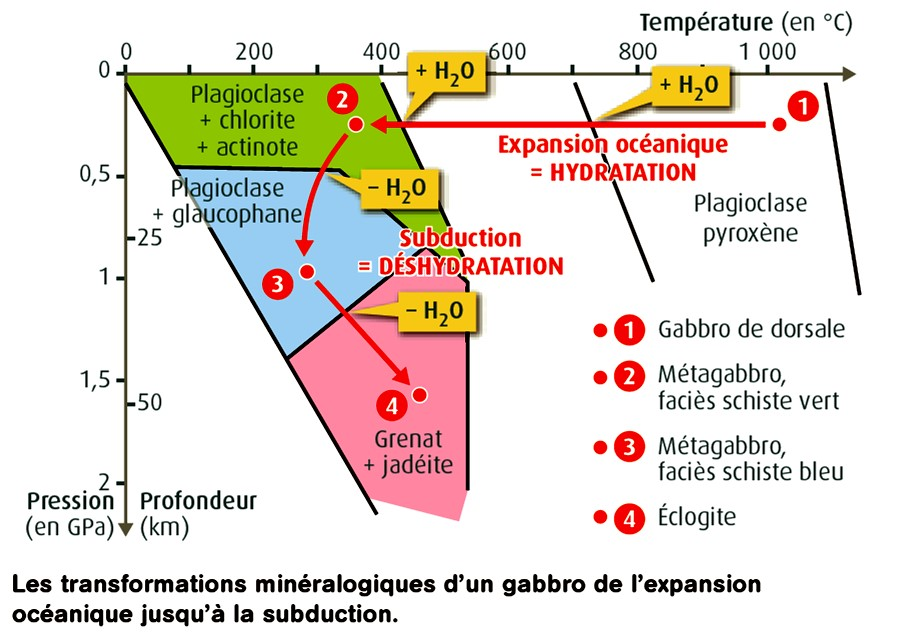 Température (en °C)
0 200 400 600 800 1 000
0
0,5
1
1,5
2
25
50
Pression
(en GPa)
Profondeur
(km)
Plagioclase
+ chlorite
+ actinote
2
+ H₂O
+ H₂O
1
Expansion océanique
= HYDRATATION
– H₂O
Plagioclase
+ glaucophane
Plagioclase
pyroxène
Subduction
= DÉSHYDRATATION
3
– H₂O
4
Grenat
+ jadéite
1 Gabbro de dorsale
2 Métagabbro,
faciès schiste vert
3 Métagabbro,
faciès schiste bleu
4 Éclogite
Les transformations minéralogiques d'un gabbro de l'expansion
océanique jusqu'à la subduction.